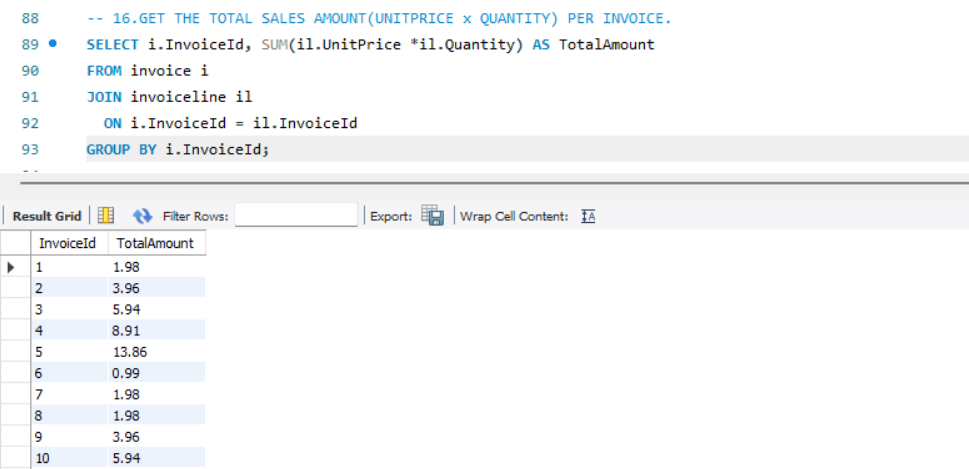 88 -- 16.GET THE TOTAL SALES AMOUNT(UNITPRICE x QUANTITY) PER INVOICE.
89 SELECT i.InvoiceId, SUM(il.UnitPrice *il.Quantity) AS TotalAmount
90 FROM invoice i
91 JOIN invoiceline il
92 ON i.InvoiceId = il.InvoiceId
93 GROUP BY i.InvoiceId;
Result Grid Filter Rows: Export: Wrap Cell Content: IA
InvoiceId TotalAmount
1 1.98
2 3.96
3 5.94
4 8.91
5 13.86
6 0.99
7 1.98
8 1.98
9 3.96
10 5.94